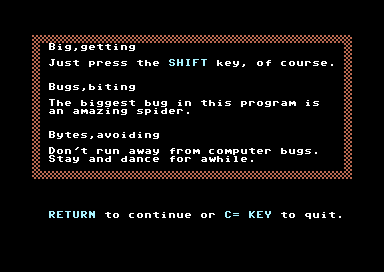 Big,getting
Just press the SHIFT key, of course.
Bugs,biting
The biggest bug in this program is
an amazing spider.
Bytes,avoiding
Don't run away from computer bugs.
Stay and dance for awhile.
RETURN to continue or C= KEY to quit.